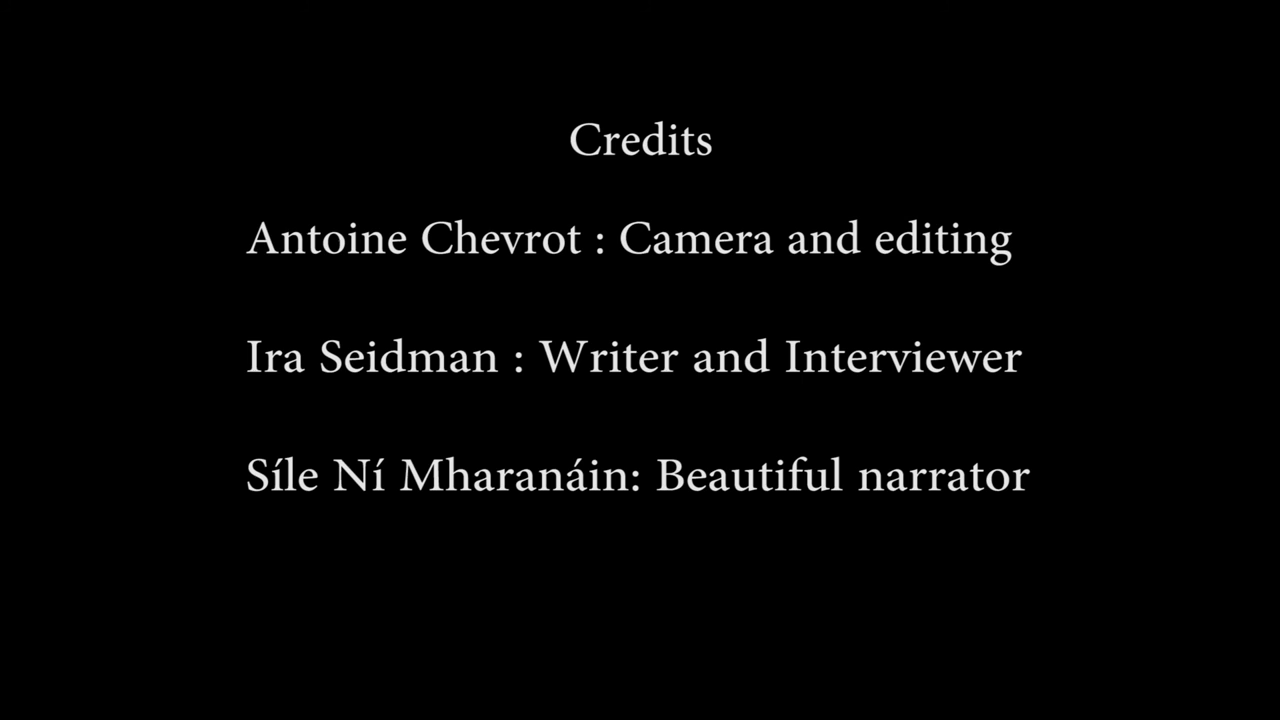 Credits
Antoine Chevrot : Camera and editing
Ira Seidman : Writer and Interviewer
Síle Ní Mharanáin: Beautiful narrator